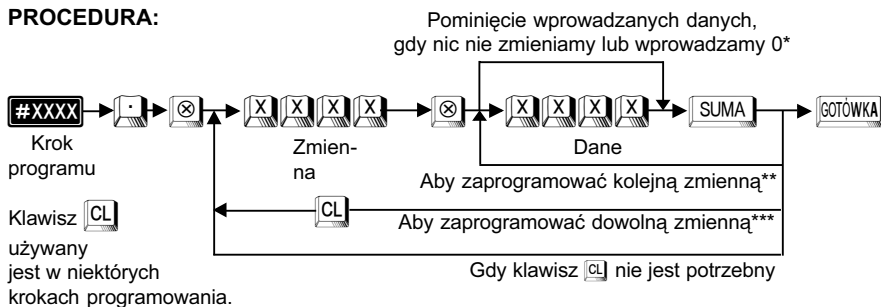 PROCEDURA:
Pominięcie wprowadzanych danych,
gdy nic nie zmieniamy lub wprowadzamy 0*
#XXXX · ⊗ X X X X ⊗ X X X X SUMA GOTÓWKA
Krok
programu
Zmien-
na
Dane
Aby zaprogramować kolejną zmienną**
CL
Aby zaprogramować dowolną zmienną***
Gdy klawisz CL nie jest potrzebny
Klawisz CL
używany
jest w niektórych
krokach programowania.